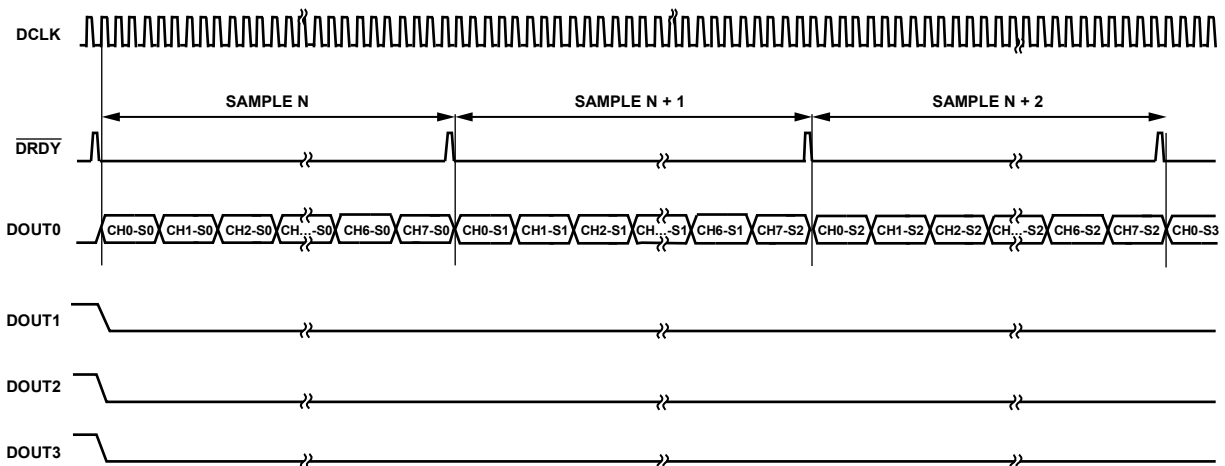 DCLK
SAMPLE N SAMPLE N + 1 SAMPLE N + 2
DRDY
DOUT0 CH0-S0 CH1-S0 CH2-S0 CH...-S0 CH6-S0 CH7-S0 CH0-S1 CH1-S1 CH2-S1 CH...-S1 CH6-S1 CH7-S2 CH0-S2 CH1-S2 CH2-S2 CH...-S2 CH6-S2 CH7-S2 CH0-S3
DOUT1
DOUT2
DOUT3